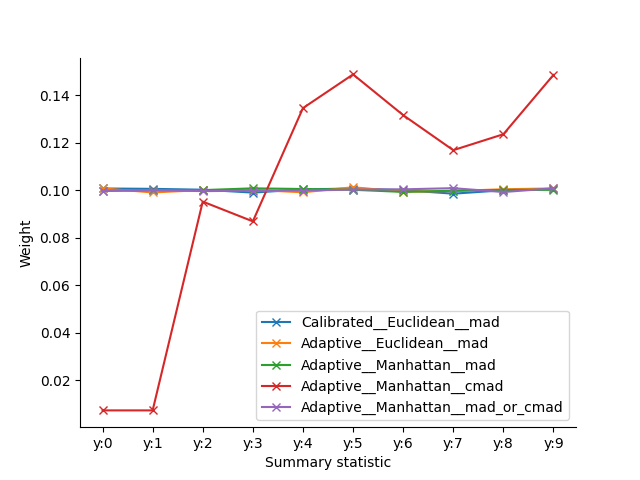 0.14
0.12
0.10
0.08
0.06
0.04
0.02
Weight
Calibrated__Euclidean__mad
Adaptive__Euclidean__mad
Adaptive__Manhattan__mad
Adaptive__Manhattan__cmad
Adaptive__Manhattan__mad_or_cmad
y:0 y:1 y:2 y:3 y:4 y:5 y:6 y:7 y:8 y:9
Summary statistic